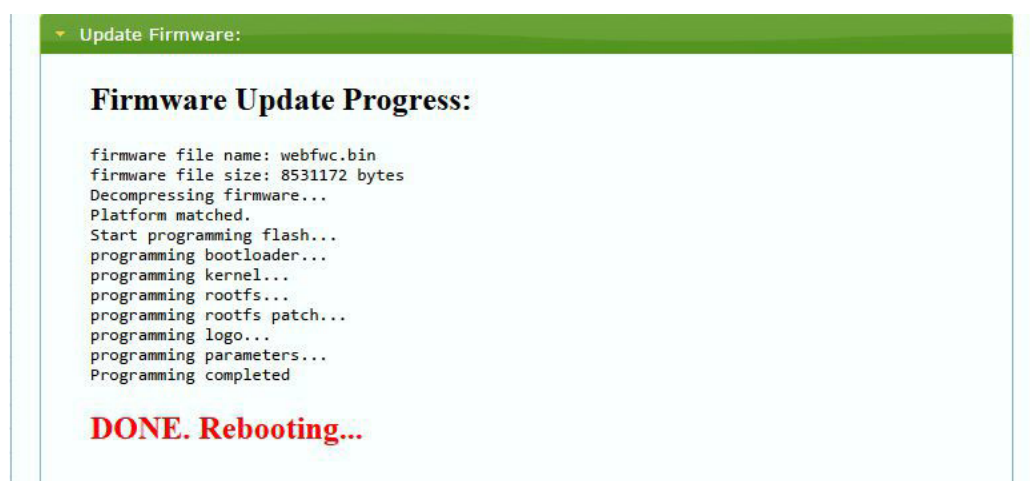 Update Firmware:
Firmware Update Progress:
firmware file name: webfwc.bin
firmware file size: 8531172 bytes
Decompressing firmware...
Platform matched.
Start programming flash...
programming bootloader...
programming kernel...
programming rootfs...
programming rootfs patch...
programming logo...
programming parameters...
Programming completed
DONE. Rebooting...